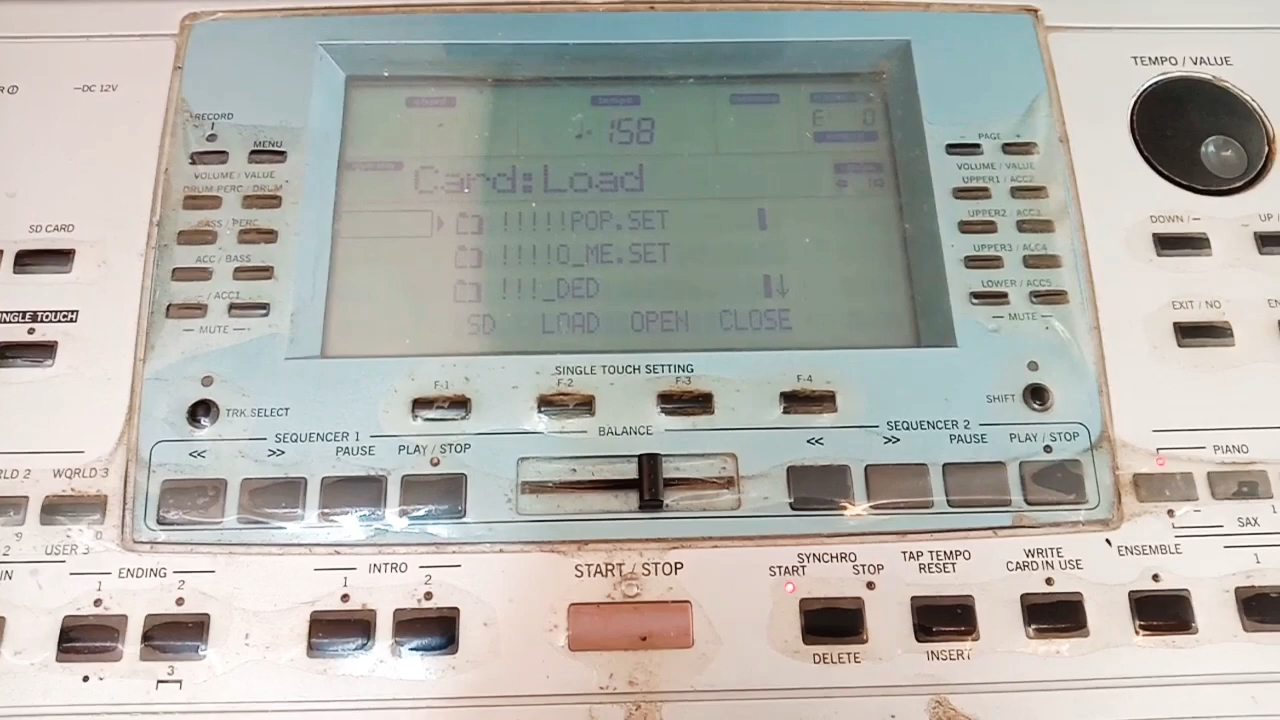 TEMPO / VALUE
—DC 12V
RECORD
MENU
VOLUME / VALUE
DRUM-PERC / DRUM
BASS / PERC
ACC / BASS
/ ACC1
— MUTE —
158
E 0
Card:Load
!!!!!POP.SET
!!!!O_ME.SET
!!!_DED
SD LOAD OPEN CLOSE
− PAGE +
VOLUME / VALUE
UPPER1 / ACC2
UPPER2 / ACC3
UPPER3 / ACC4
LOWER / ACC5
— MUTE —
DOWN / −
UP
EXIT / NO
SD CARD
SINGLE TOUCH SETTING
F-1 F-2 F-3 F-4
TRK.SELECT
SHIFT
SEQUENCER 1
<< >> PAUSE PLAY / STOP
BALANCE
SEQUENCER 2
<< >> PAUSE PLAY / STOP
PIANO
WORLD 3
USER 3
SAX
1
ENDING
1 2
3
INTRO
1 2
START / STOP
SYNCHRO
START STOP
DELETE
TAP TEMPO
RESET
INSERT
WRITE
CARD IN USE
ENSEMBLE
1